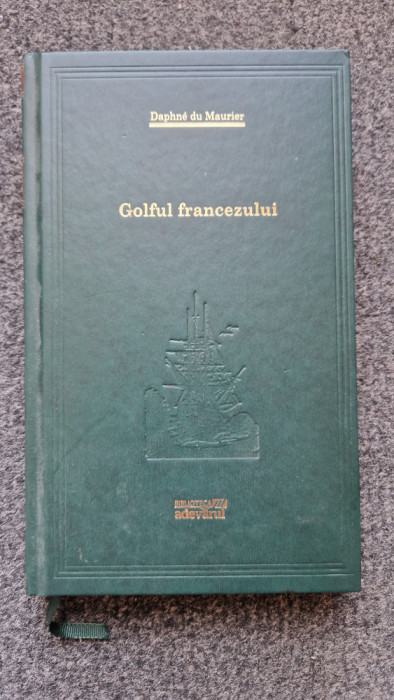 Daphné du Maurier
Golful francezului
BIBLIOTECA
adevărul